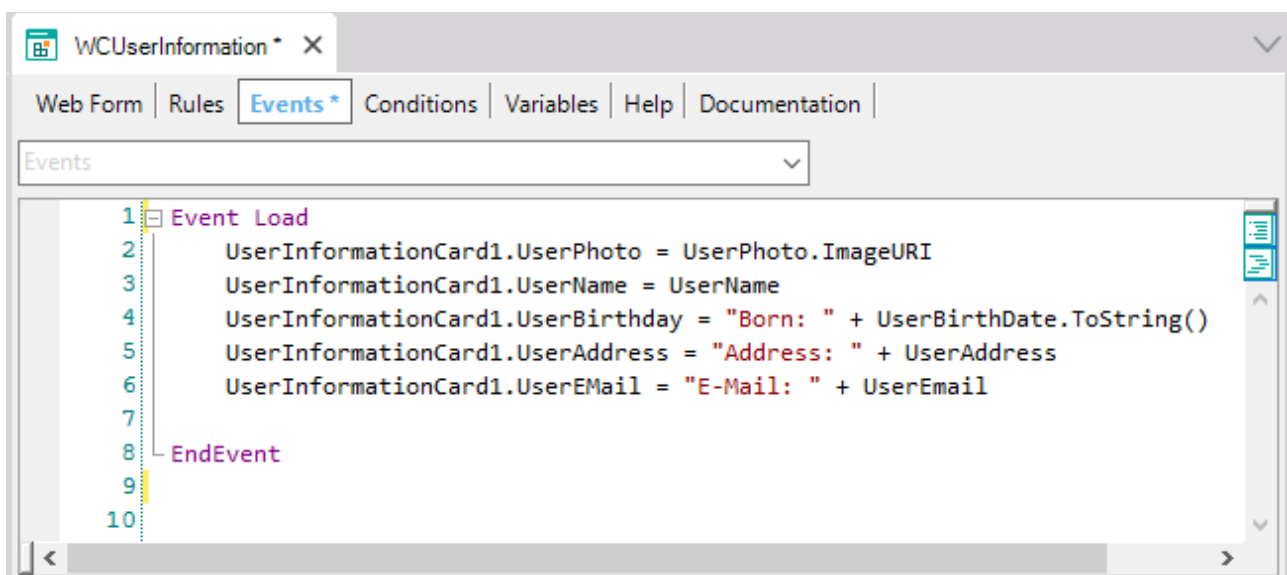 WCUserInformation *
Web Form Rules Events * Conditions Variables Help Documentation
Events
1 Event Load
2 UserInformationCard1.UserPhoto = UserPhoto.ImageURI
3 UserInformationCard1.UserName = UserName
4 UserInformationCard1.UserBirthday = "Born: " + UserBirthDate.ToString()
5 UserInformationCard1.UserAddress = "Address: " + UserAddress
6 UserInformationCard1.UserEMail = "E-Mail: " + UserEmail
7
8 EndEvent
9
10